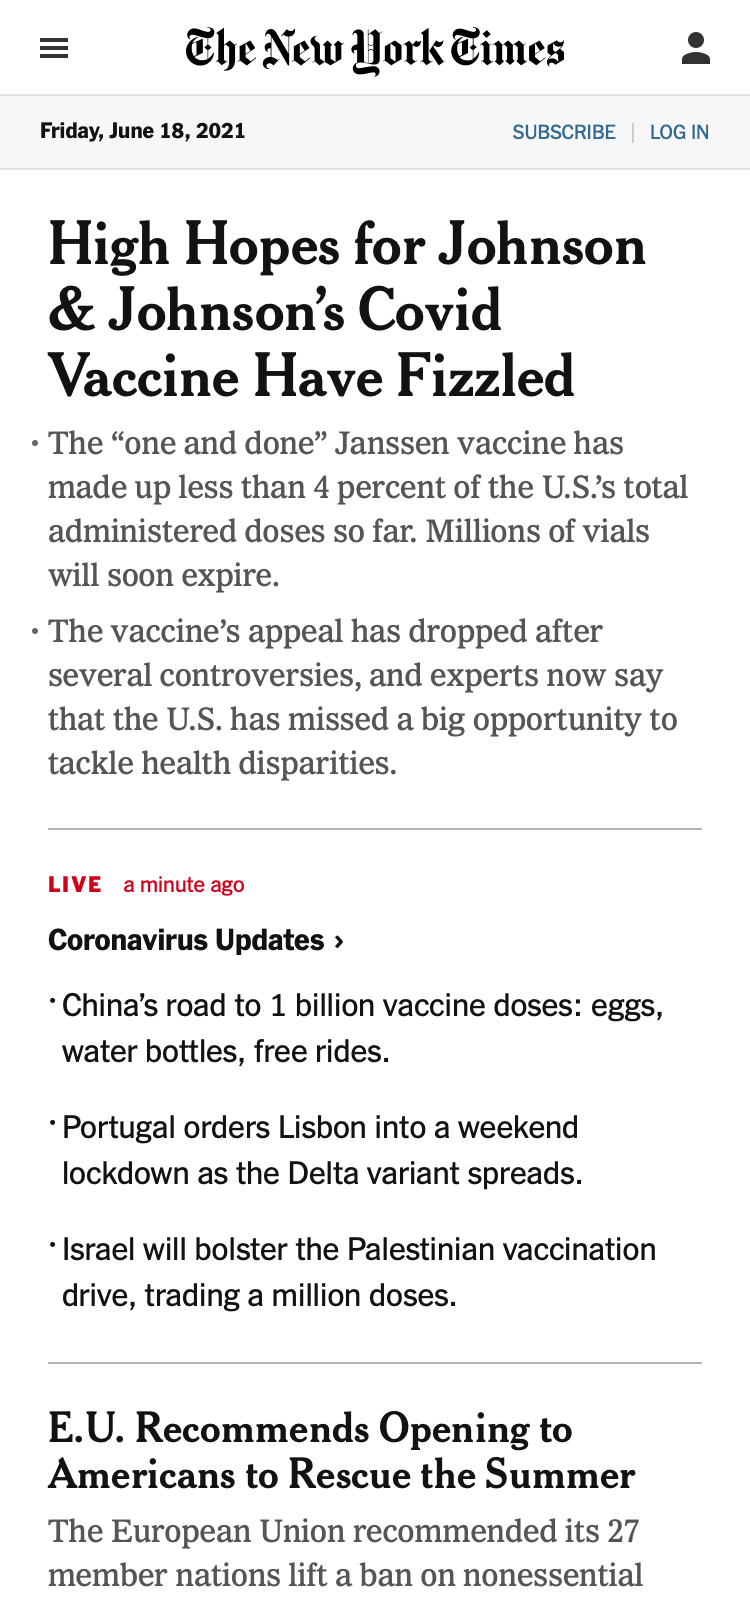 The New York Times
Friday, June 18, 2021
SUBSCRIBE | LOG IN
High Hopes for Johnson
& Johnson’s Covid
Vaccine Have Fizzled
• The “one and done” Janssen vaccine has
made up less than 4 percent of the U.S.’s total
administered doses so far. Millions of vials
will soon expire.
• The vaccine’s appeal has dropped after
several controversies, and experts now say
that the U.S. has missed a big opportunity to
tackle health disparities.
LIVE a minute ago
Coronavirus Updates ›
• China’s road to 1 billion vaccine doses: eggs,
water bottles, free rides.
• Portugal orders Lisbon into a weekend
lockdown as the Delta variant spreads.
• Israel will bolster the Palestinian vaccination
drive, trading a million doses.
E.U. Recommends Opening to
Americans to Rescue the Summer
The European Union recommended its 27
member nations lift a ban on nonessential